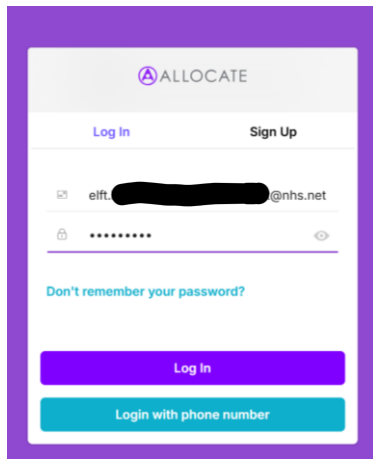 ALLOCATE
Log In Sign Up
elft. @nhs.net
•••••••••
Don't remember your password?
Log In
Login with phone number